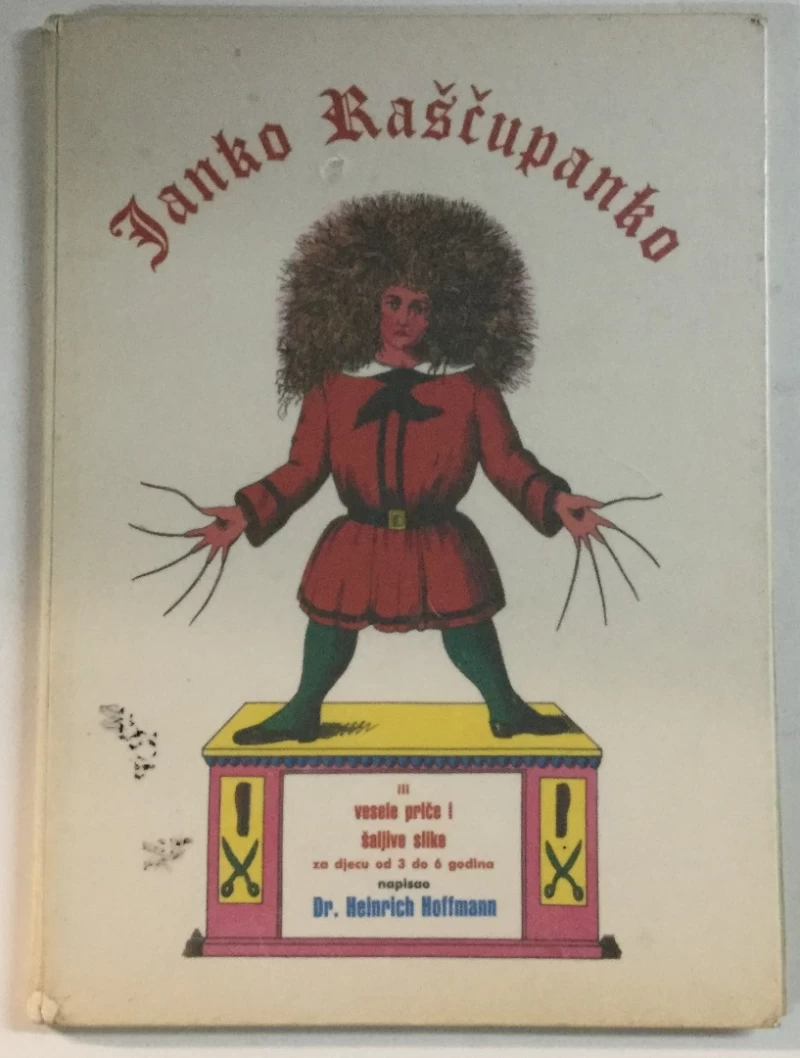 Janko Raščupanko
ili
vesele priče i
šaljive slike
za djecu od 3 do 6 godina
napisao
Dr. Heinrich Hoffmann